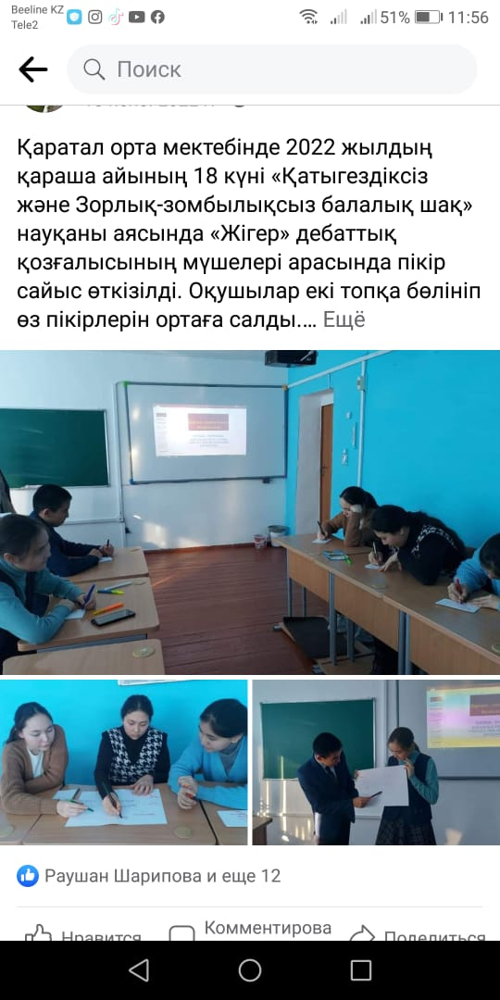 Beeline KZ
Tele2
51% 11:56
Поиск
Қаратал орта мектебінде 2022 жылдың
қараша айының 18 күні «Қатыгездіксіз
және Зорлық-зомбылықсыз балалық шақ»
науқаны аясында «Жігер» дебаттық
қозғалысының мүшелері арасында пікір
сайыс өткізілді. Оқушылар екі топқа бөлініп
өз пікірлерін ортаға салды.... Ещё
Раушан Шарипова и еще 12
Нравится
Комментирова
Поделиться